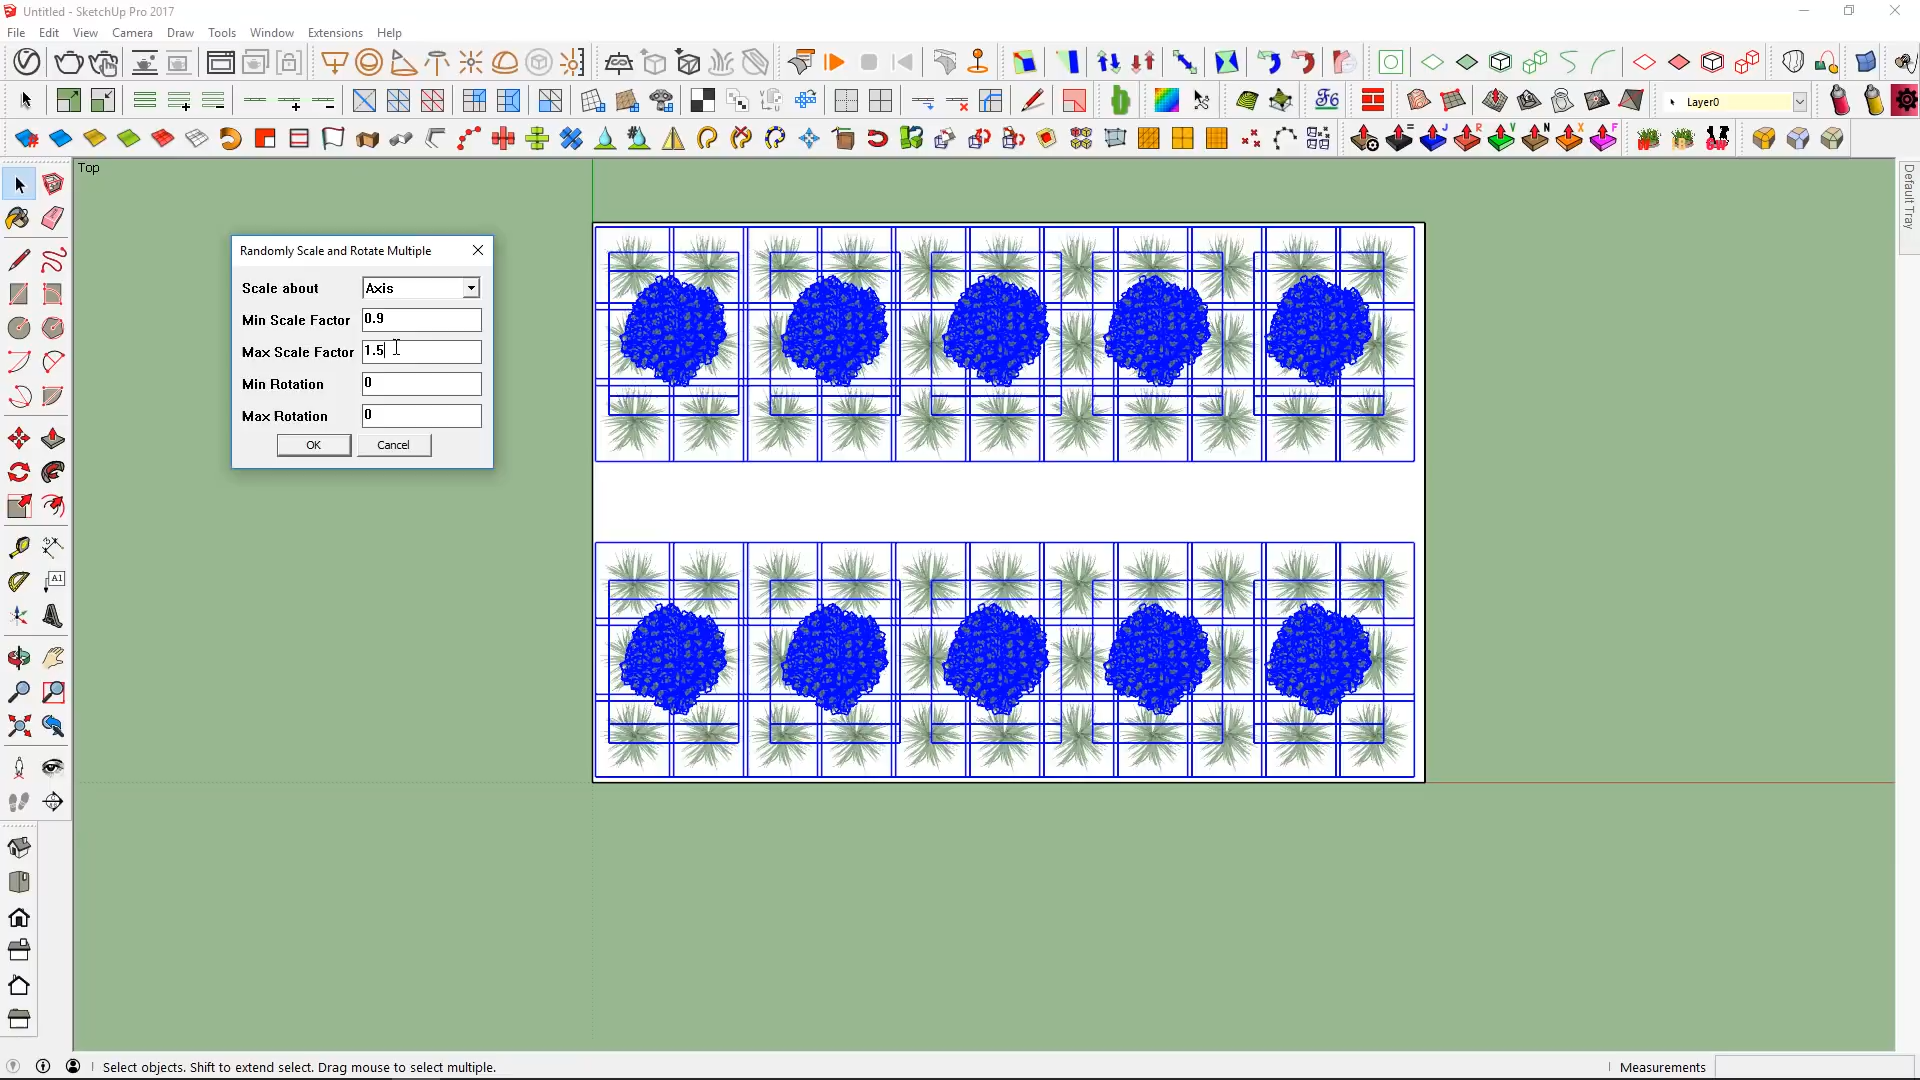 Untitled - SketchUp Pro 2017
File Edit View Camera Draw Tools Window Extensions Help
Layer0
Top
Default Tray
Randomly Scale and Rotate Multiple
Scale about Axis
Min Scale Factor 0.9
Max Scale Factor 1.5
Min Rotation 0
Max Rotation 0
OK Cancel
A1
Select objects. Shift to extend select. Drag mouse to select multiple.
Measurements